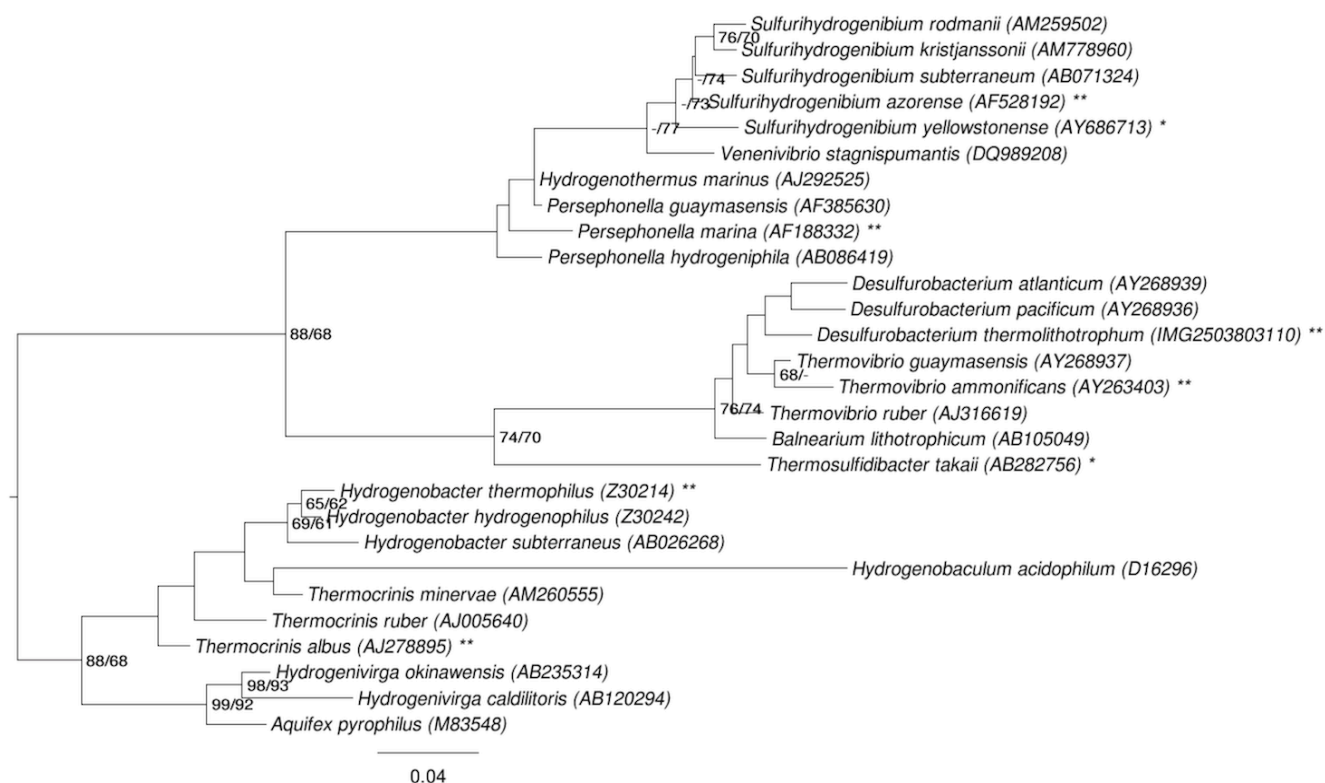 Sulfurihydrogenibium rodmanii (AM259502)
76/70
Sulfurihydrogenibium kristjanssonii (AM778960)
Sulfurihydrogenibium subterraneum (AB071324)
-/74
Sulfurihydrogenibium azorense (AF528192) **
-/73
Sulfurihydrogenibium yellowstonense (AY686713) *
-/77
Venenivibrio stagnispumantis (DQ989208)
Hydrogenothermus marinus (AJ292525)
Persephonella guaymasensis (AF385630)
Persephonella marina (AF188332) **
Persephonella hydrogeniphila (AB086419)
Desulfurobacterium atlanticum (AY268939)
Desulfurobacterium pacificum (AY268936)
88/68
Desulfurobacterium thermolithotrophum (IMG2503803110) **
Thermovibrio guaymasensis (AY268937)
68/-
Thermovibrio ammonificans (AY263403) **
76/74
Thermovibrio ruber (AJ316619)
74/70
Balnearium lithotrophicum (AB105049)
Thermosulfidibacter takaii (AB282756) *
Hydrogenobacter thermophilus (Z30214) **
65/62
Hydrogenobacter hydrogenophilus (Z30242)
69/61
Hydrogenobacter subterraneus (AB026268)
Hydrogenobaculum acidophilum (D16296)
Thermocrinis minervae (AM260555)
Thermocrinis ruber (AJ005640)
Thermocrinis albus (AJ278895) **
88/68
Hydrogenivirga okinawensis (AB235314)
98/93
Hydrogenivirga caldilitoris (AB120294)
99/92
Aquifex pyrophilus (M83548)
0.04